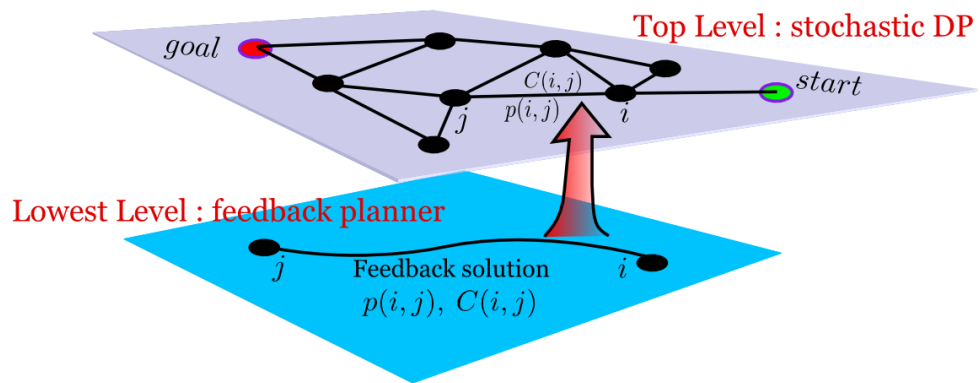 Top Level : stochastic DP
goal
C(i, j)
start
p(i, j)
j
i
Lowest Level : feedback planner
j
Feedback solution
i
p(i, j), C(i, j)